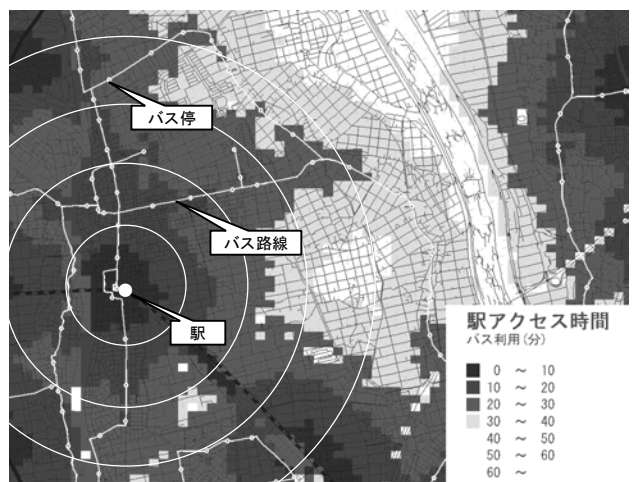 バス停
バス路線
駅
駅アクセス時間
バス利用(分)
0 ～ 10
10 ～ 20
20 ～ 30
30 ～ 40
40 ～ 50
50 ～ 60
60 ～